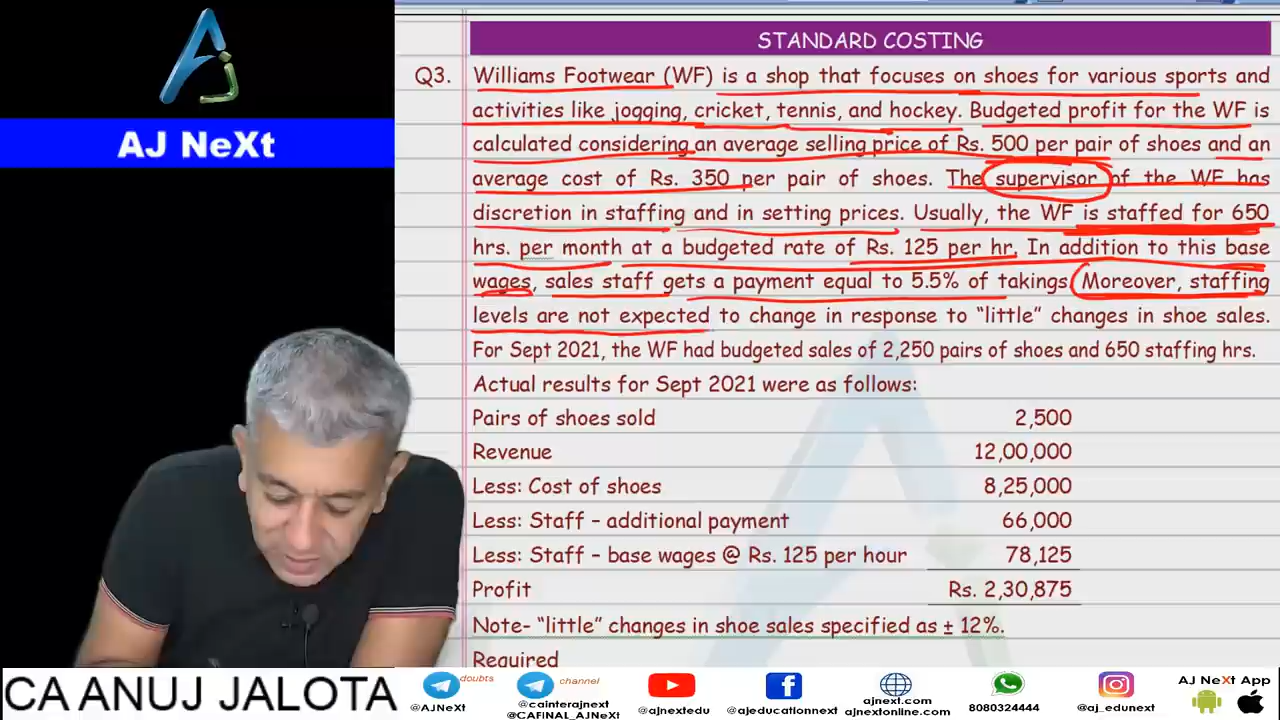 STANDARD COSTING
Q3. Williams Footwear (WF) is a shop that focuses on shoes for various sports and
activities like jogging, cricket, tennis, and hockey. Budgeted profit for the WF is
calculated considering an average selling price of Rs. 500 per pair of shoes and an
average cost of Rs. 350 per pair of shoes. The supervisor of the WF has
discretion in staffing and in setting prices. Usually, the WF is staffed for 650
hrs. per month at a budgeted rate of Rs. 125 per hr. In addition to this base
wages, sales staff gets a payment equal to 5.5% of takings. Moreover, staffing
levels are not expected to change in response to “little” changes in shoe sales.
For Sept 2021, the WF had budgeted sales of 2,250 pairs of shoes and 650 staffing hrs.
Actual results for Sept 2021 were as follows:
Pairs of shoes sold 2,500
Revenue 12,00,000
Less: Cost of shoes 8,25,000
Less: Staff – additional payment 66,000
Less: Staff – base wages @ Rs. 125 per hour 78,125
Profit Rs. 2,30,875
Note- “little” changes in shoe sales specified as ± 12%.
Required
AJ NeXt
CA ANUJ JALOTA
doubts
@AJNeXt
channel
@cainterajnext
@CAFINAL_AJNeXt
@ajnextedu
@ajeducationnext
ajnext.com
ajnextonline.com
8080324444
@aj_edunext
AJ NeXt App